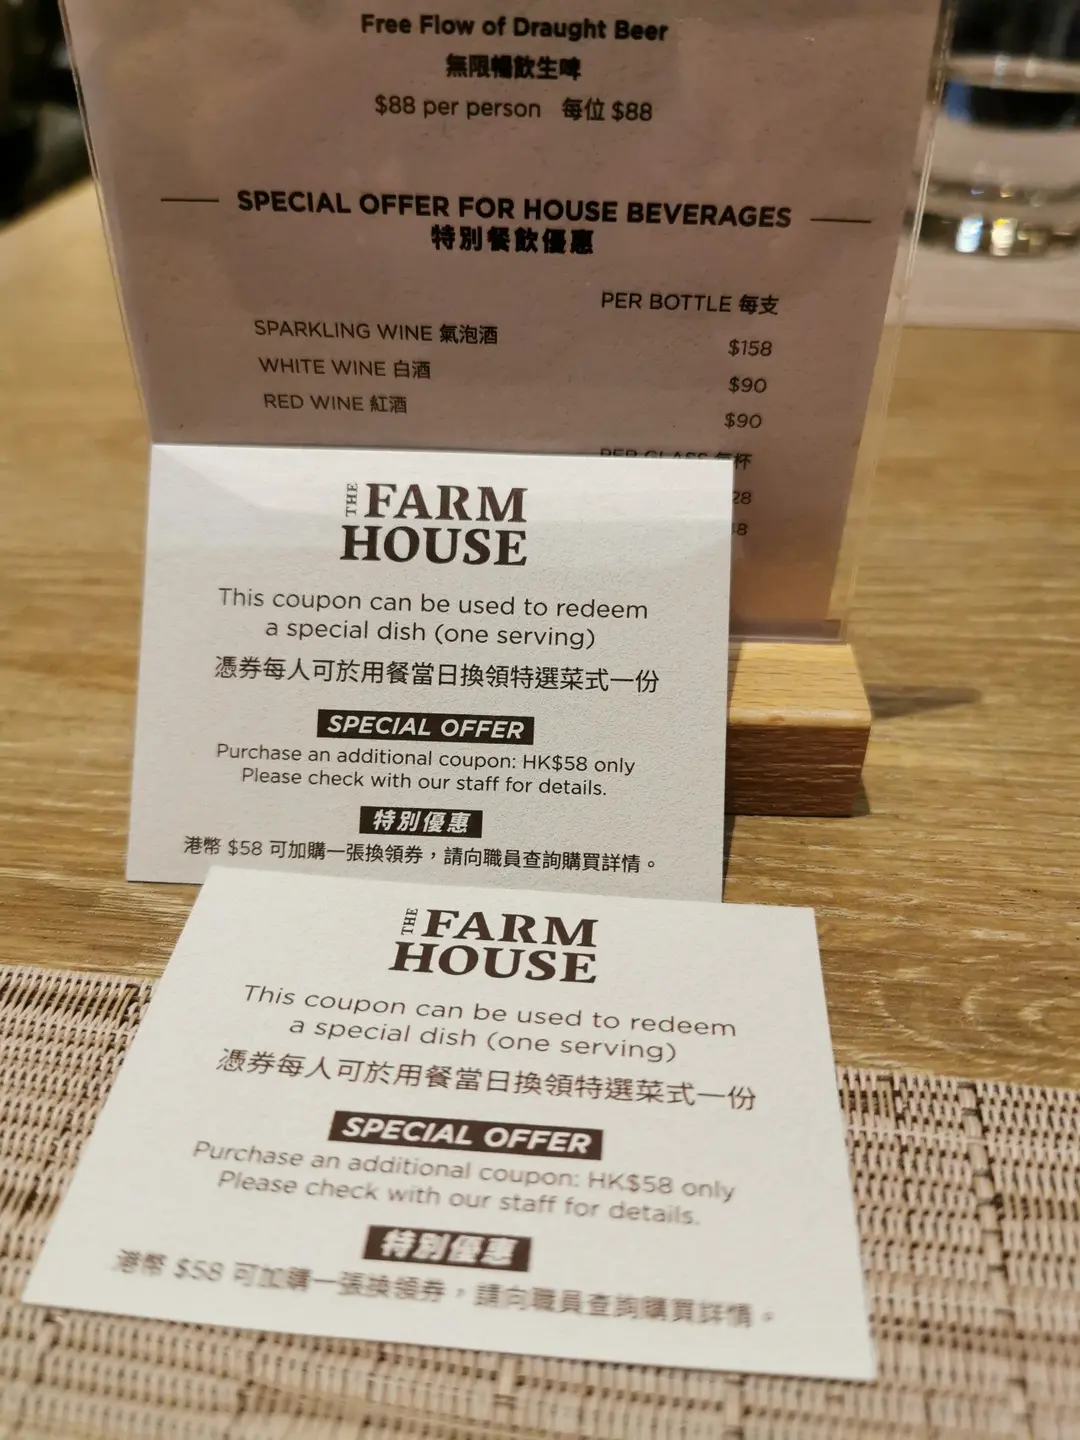 Free Flow of Draught Beer
無限暢飲生啤
$88 per person 每位 $88
SPECIAL OFFER FOR HOUSE BEVERAGES
特別餐飲優惠
PER BOTTLE 每支
SPARKLING WINE 氣泡酒 $158
WHITE WINE 白酒 $90
RED WINE 紅酒 $90
PER GLASS 每杯
THE FARM
HOUSE
This coupon can be used to redeem
a special dish (one serving)
憑券每人可於用餐當日換領特選菜式一份
SPECIAL OFFER
Purchase an additional coupon: HK$58 only
Please check with our staff for details.
特別優惠
港幣 $58 可加購一張換領券，請向職員查詢購買詳情。
THE FARM
HOUSE
This coupon can be used to redeem
a special dish (one serving)
憑券每人可於用餐當日換領特選菜式一份
SPECIAL OFFER
Purchase an additional coupon: HK$58 only
Please check with our staff for details.
特別優惠
港幣 $58 可加購一張換領券，請向職員查詢購買詳情。